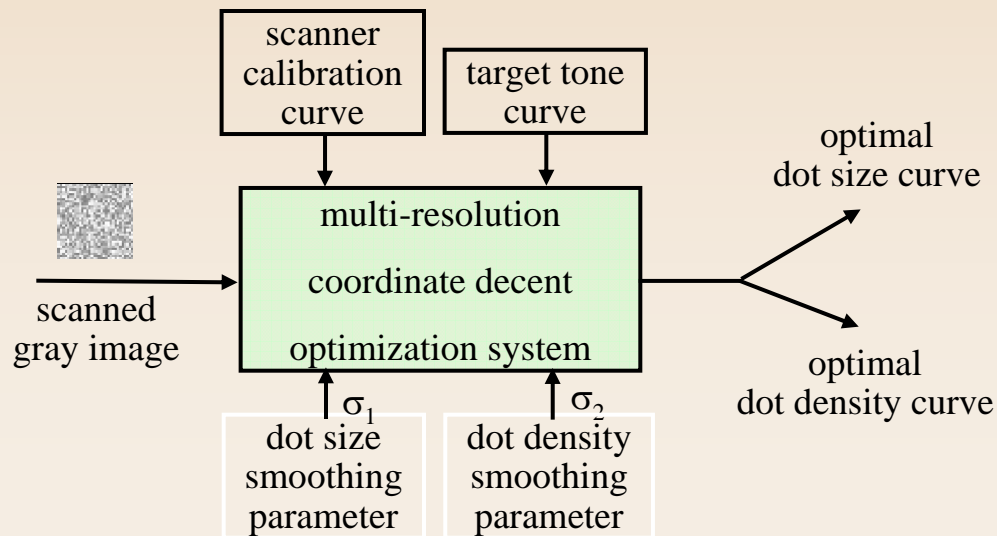 scanner
calibration
curve
target tone
curve
scanned
gray image
multi-resolution
coordinate decent
optimization system
optimal
dot size curve
optimal
dot density curve
σ₁
dot size
smoothing
parameter
σ₂
dot density
smoothing
parameter